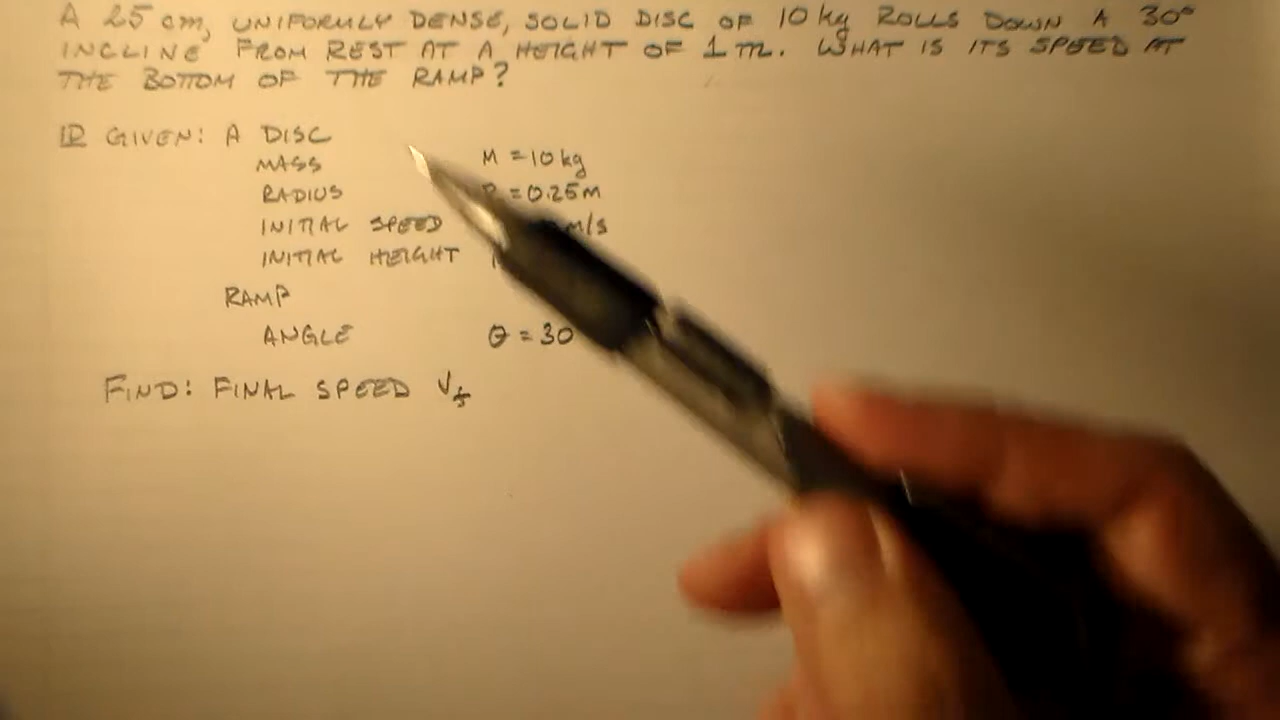 A 25 cm, UNIFORMLY DENSE, SOLID DISC OF 10 kg ROLLS DOWN A 30°
INCLINE FROM REST AT A HEIGHT OF 1 m. WHAT IS ITS SPEED AT
THE BOTTOM OF THE RAMP?
GIVEN: A DISC
MASS M = 10 kg
RADIUS = 0.25 M
INITIAL SPEED M/s
INITIAL HEIGHT
RAMP
ANGLE θ = 30
FIND: FINAL SPEED Vf